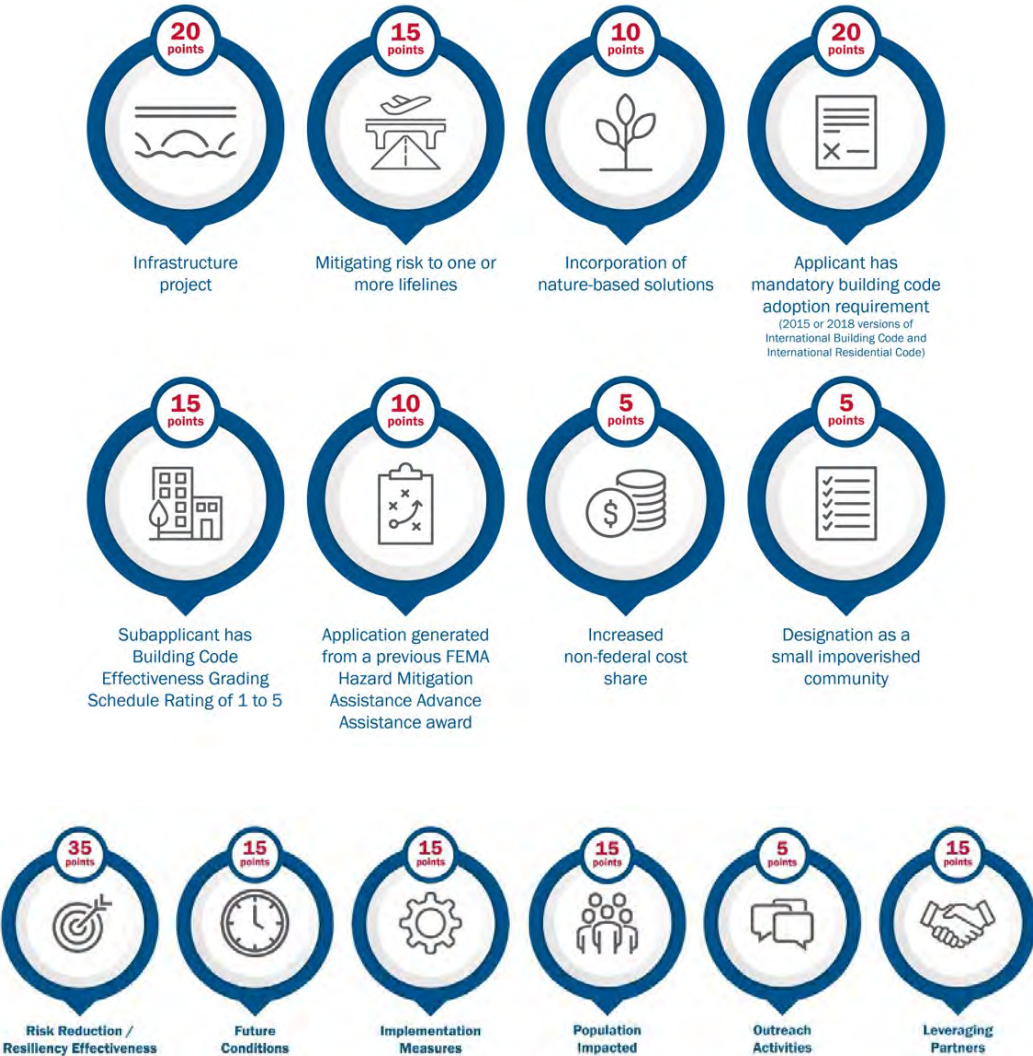 20
points
15
points
10
points
20
points
Infrastructure
project
Mitigating risk to one or
more lifelines
Incorporation of
nature-based solutions
Applicant has
mandatory building code
adoption requirement
(2015 or 2018 versions of
International Building Code and
International Residential Code)
15
points
10
points
5
points
5
points
Subapplicant has
Building Code
Effectiveness Grading
Schedule Rating of 1 to 5
Application generated
from a previous FEMA
Hazard Mitigation
Assistance Advance
Assistance award
Increased
non-federal cost
share
Designation as a
small impoverished
community
35
points
15
points
15
points
15
points
5
points
15
points
Risk Reduction /
Resiliency Effectiveness
Future
Conditions
Implementation
Measures
Population
Impacted
Outreach
Activities
Leveraging
Partners